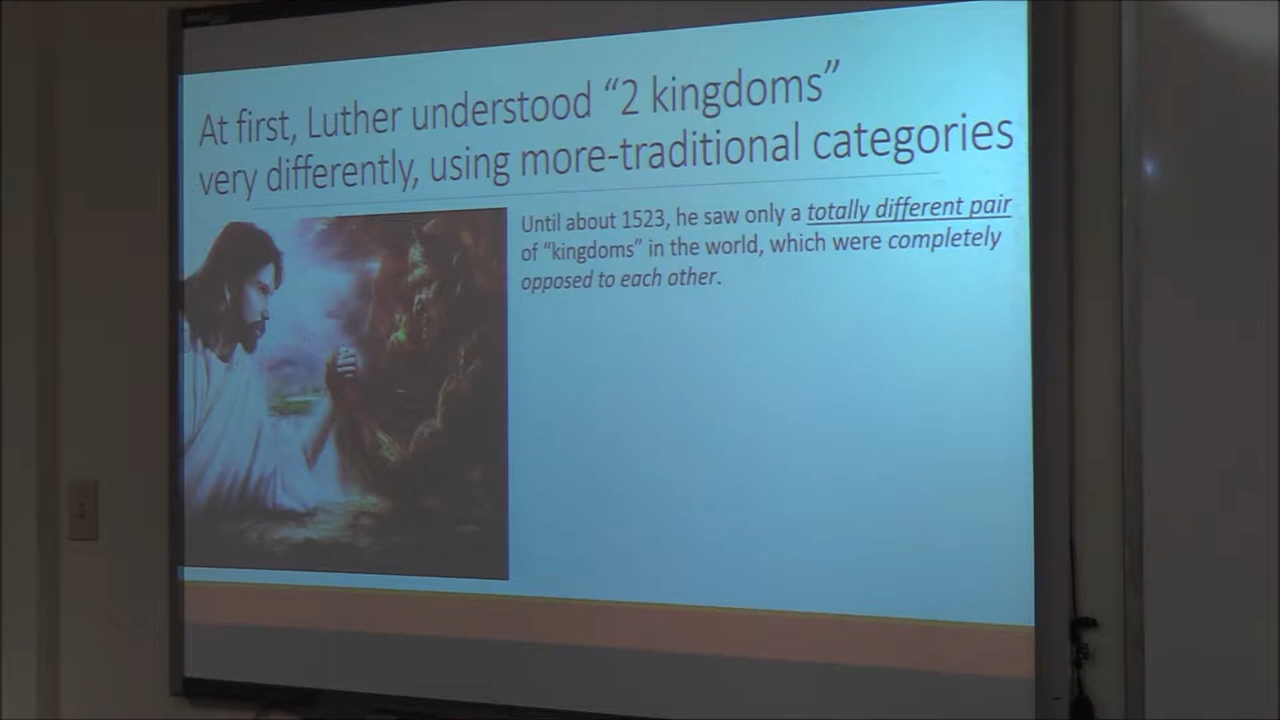 At first, Luther understood “2 kingdoms”
very differently, using more-traditional categories
Until about 1523, he saw only a totally different pair
of “kingdoms” in the world, which were completely
opposed to each other.